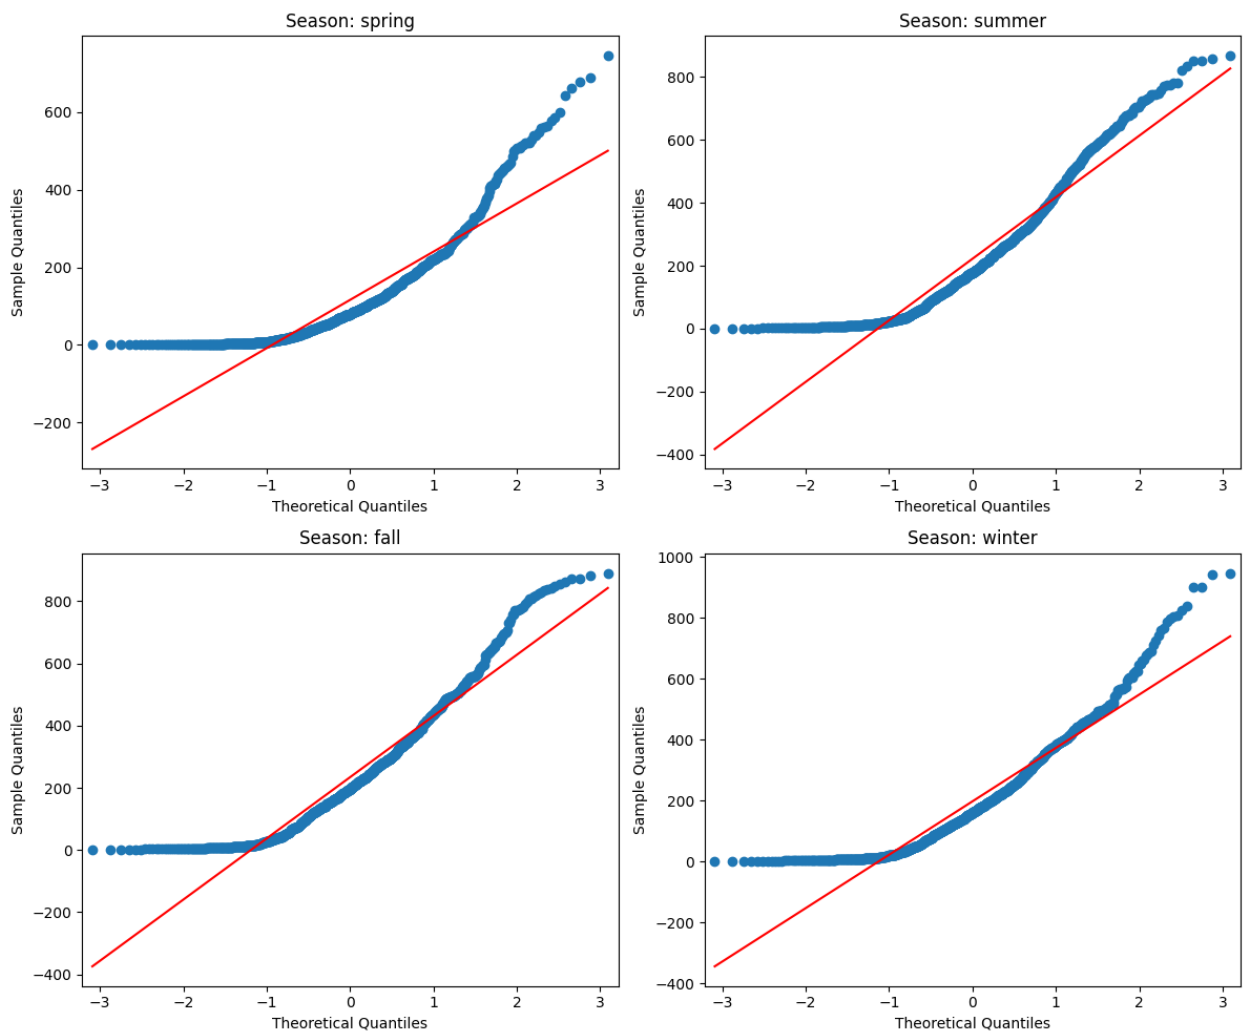 Season: spring
600
400
200
0
−200
Sample Quantiles
−3 −2 −1 0 1 2 3
Theoretical Quantiles
Season: summer
800
600
400
200
0
−200
−400
Sample Quantiles
−3 −2 −1 0 1 2 3
Theoretical Quantiles
Season: fall
800
600
400
200
0
−200
−400
Sample Quantiles
−3 −2 −1 0 1 2 3
Theoretical Quantiles
Season: winter
1000
800
600
400
200
0
−200
−400
Sample Quantiles
−3 −2 −1 0 1 2 3
Theoretical Quantiles